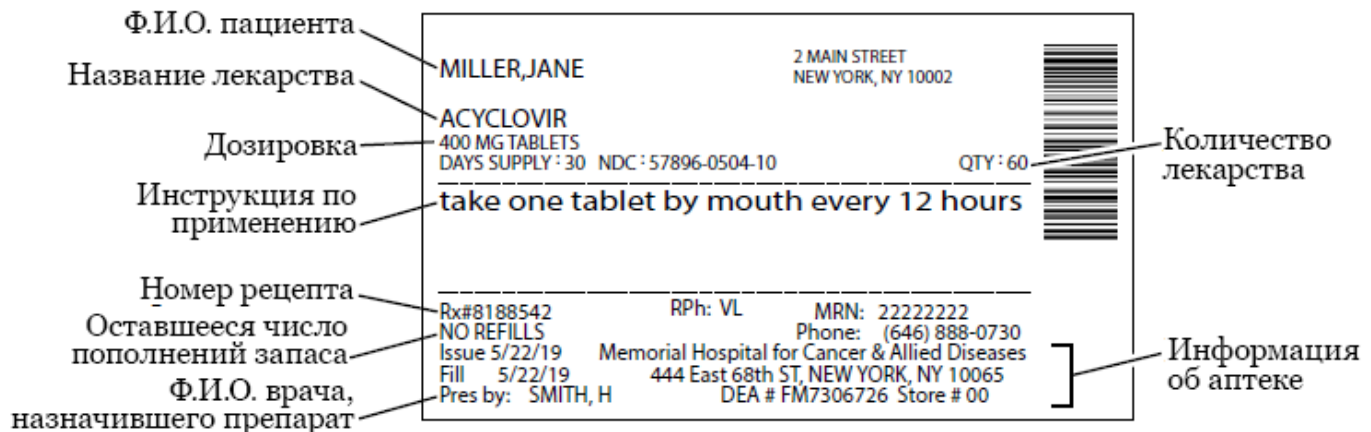 Ф.И.О. пациента
Название лекарства
Дозировка
Инструкция по
применению
Номер рецепта
Оставшееся число
пополнений запаса
Ф.И.О. врача,
назначившего препарат
MILLER,JANE
2 MAIN STREET
NEW YORK, NY 10002
ACYCLOVIR
400 MG TABLETS
DAYS SUPPLY : 30 NDC : 57896-0504-10 QTY : 60
take one tablet by mouth every 12 hours
Rx#8188542 RPh: VL MRN: 22222222
NO REFILLS Phone: (646) 888-0730
Issue 5/22/19 Memorial Hospital for Cancer & Allied Diseases
Fill 5/22/19 444 East 68th ST, NEW YORK, NY 10065
Pres by: SMITH, H DEA # FM7306726 Store # 00
Количество
лекарства
Информация
об аптеке